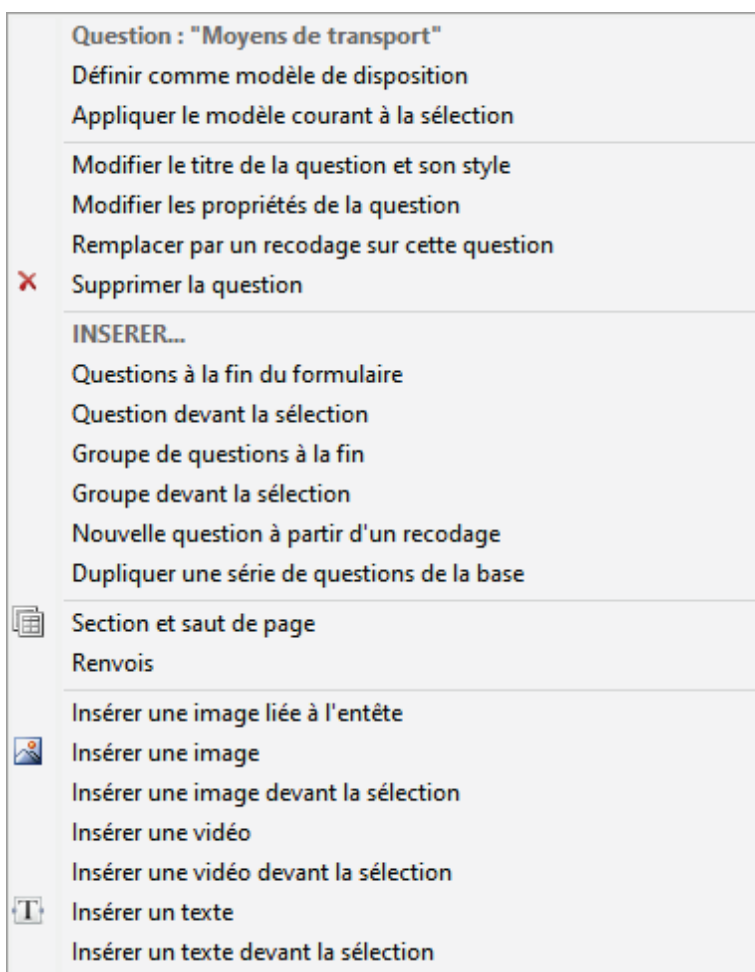 Question : "Moyens de transport"
Définir comme modèle de disposition
Appliquer le modèle courant à la sélection
Modifier le titre de la question et son style
Modifier les propriétés de la question
Remplacer par un recodage sur cette question
Supprimer la question
INSERER...
Questions à la fin du formulaire
Question devant la sélection
Groupe de questions à la fin
Groupe devant la sélection
Nouvelle question à partir d'un recodage
Dupliquer une série de questions de la base
Section et saut de page
Renvois
Insérer une image liée à l'entête
Insérer une image
Insérer une image devant la sélection
Insérer une vidéo
Insérer une vidéo devant la sélection
T Insérer un texte
Insérer un texte devant la sélection